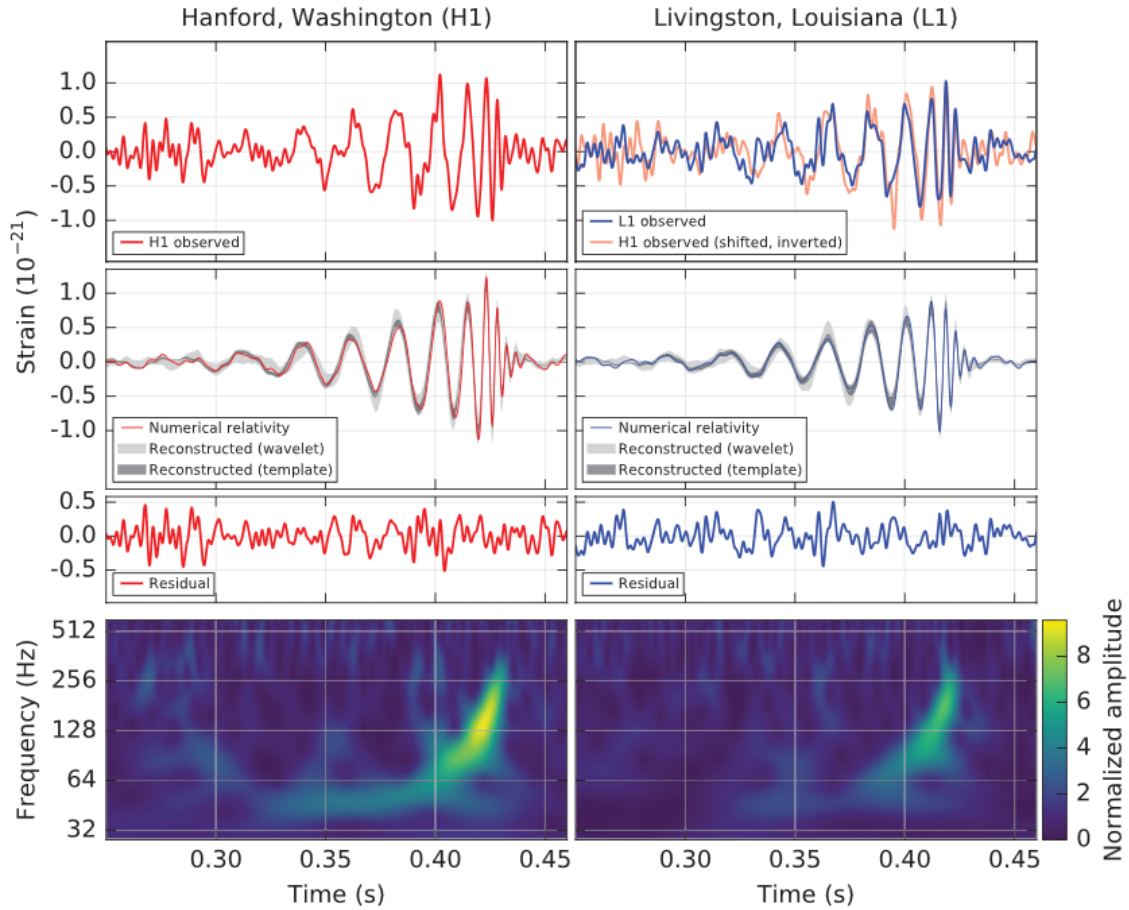 Hanford, Washington (H1)
Livingston, Louisiana (L1)
Strain (10⁻²¹)
1.0
0.5
0.0
-0.5
-1.0
H1 observed
L1 observed
H1 observed (shifted, inverted)
1.0
0.5
0.0
-0.5
-1.0
Numerical relativity
Reconstructed (wavelet)
Reconstructed (template)
Numerical relativity
Reconstructed (wavelet)
Reconstructed (template)
0.5
0.0
-0.5
Residual
Residual
Frequency (Hz)
512
256
128
64
32
0.30
0.35
0.40
0.45
Time (s)
0.30
0.35
0.40
0.45
Time (s)
8
6
4
2
0
Normalized amplitude